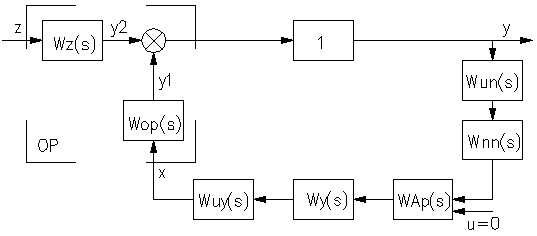 z
Wz(s)
y2
1
y
y1
Wun(s)
Wop(s)
Wnn(s)
OP
x
Wuy(s)
Wy(s)
WAp(s)
u=0